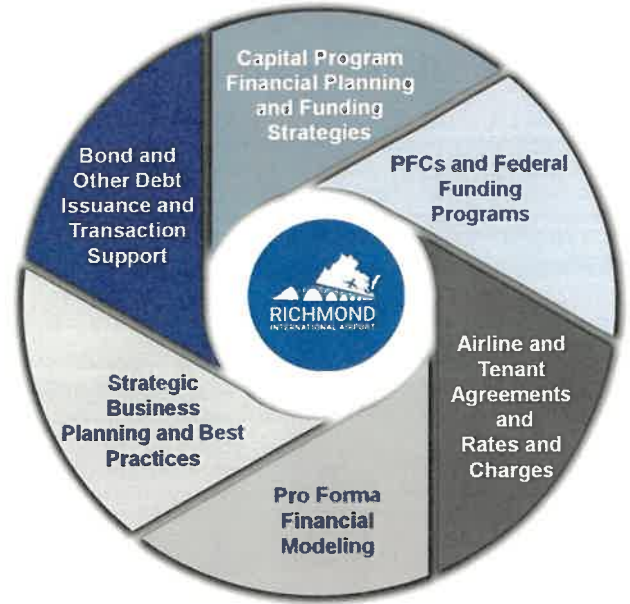 Capital Program
Financial Planning
and Funding
Strategies
PFCs and Federal
Funding
Programs
Airline and
Tenant
Agreements
and
Rates and
Charges
Pro Forma
Financial
Modeling
Strategic
Business
Planning and Best
Practices
Bond and
Other Debt
Issuance and
Transaction
Support
RICHMOND
INTERNATIONAL AIRPORT